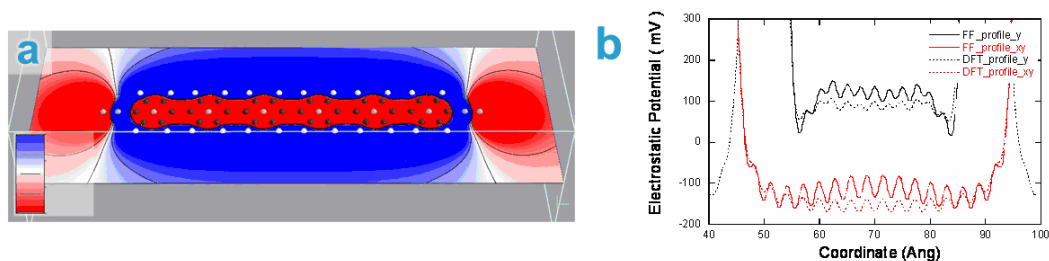 a
b
Electrostatic Potential ( mV )
300
200
100
0
-100
-200
FF_profile_y
FF_profile_xy
DFT_profile_y
DFT_profile_xy
40 50 60 70 80 90 100
Coordinate (Ang)